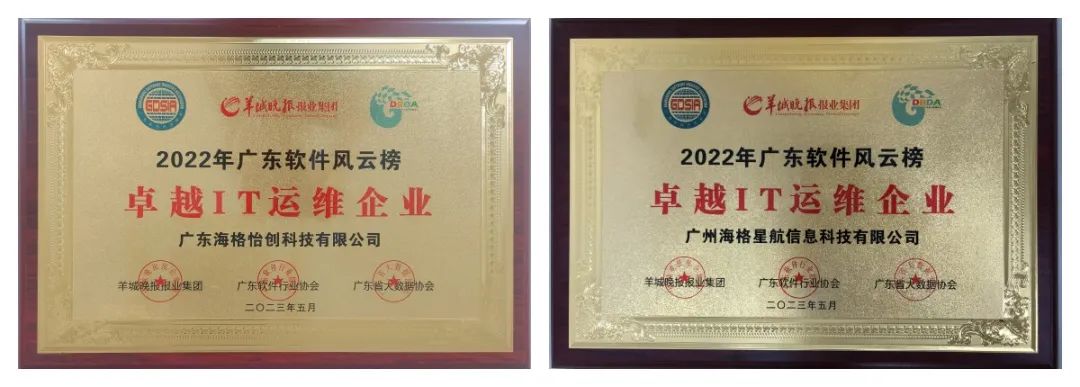 GDSIA
羊城晚报报业集团
DBDA
2022年广东软件风云榜
卓越IT运维企业
广东海格怡创科技有限公司
羊城晚报报业集团
广东软件行业协会
广东省大数据协会
二〇二三年五月
GDSIA
羊城晚报报业集团
DBDA
2022年广东软件风云榜
卓越IT运维企业
广州海格星航信息科技有限公司
羊城晚报报业集团
广东软件行业协会
广东省大数据协会
二〇二三年五月